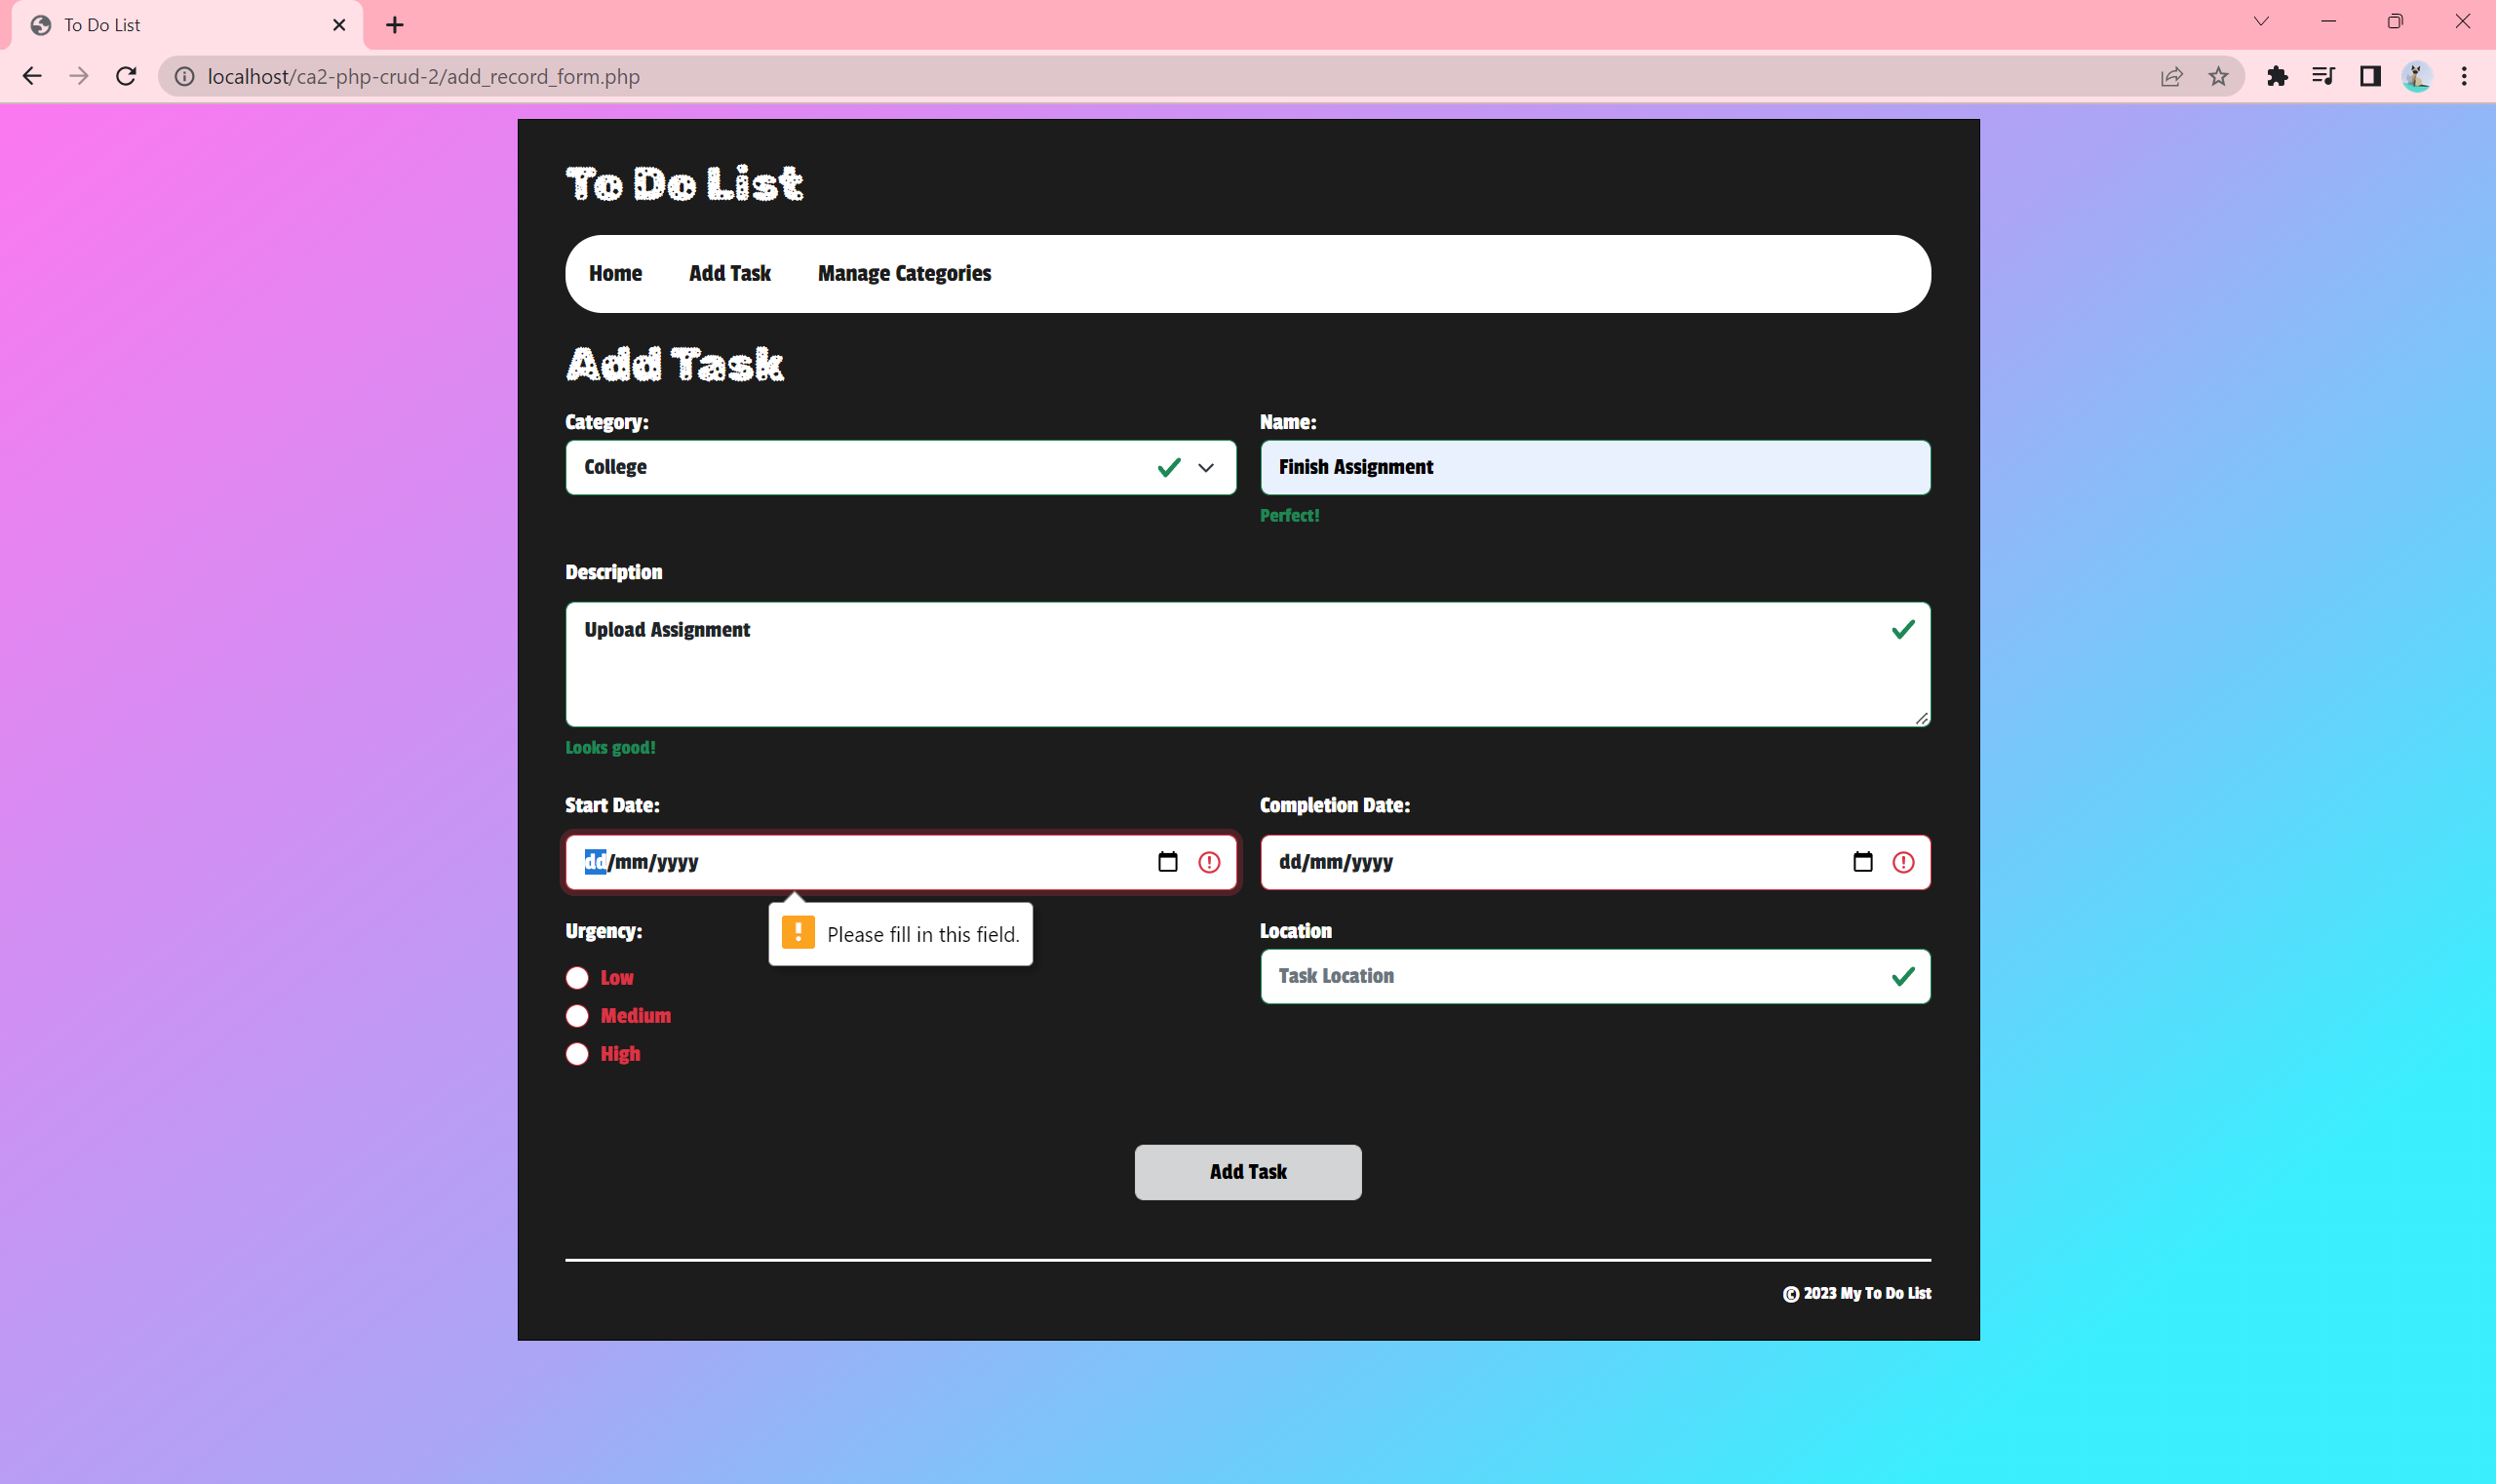 To Do List
localhost/ca2-php-crud-2/add_record_form.php
To Do List
Home Add Task Manage Categories
Add Task
Category: Name:
College Finish Assignment
Perfect!
Description
Upload Assignment
Looks good!
Start Date: Completion Date:
dd/mm/yyyy dd/mm/yyyy
Please fill in this field.
Urgency: Location
Low Task Location
Medium
High
Add Task
© 2023 My To Do List